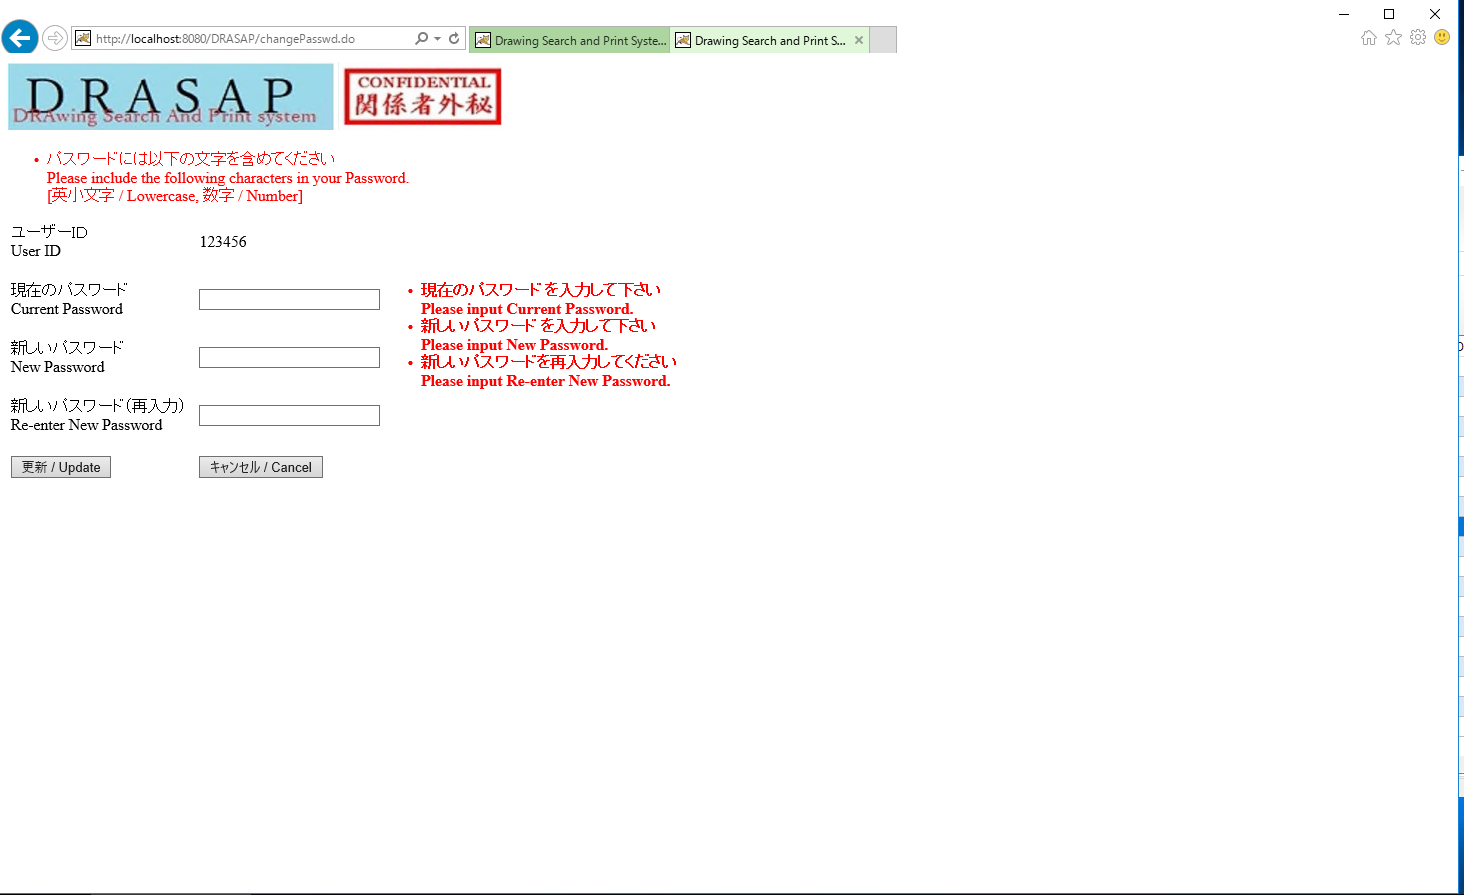 http://localhost:8080/DRASAP/changePasswd.do
Drawing Search and Print Syste...
Drawing Search and Print S...
DRASAP
DRAwing Search And Print system
CONFIDENTIAL
関係者外秘
• パスワードには以下の文字を含めてください
Please include the following characters in your Password.
[英小文字 / Lowercase, 数字 / Number]
ユーザーID
User ID
123456
現在のパスワード
Current Password
• 現在のパスワードを入力して下さい
Please input Current Password.
• 新しいパスワードを入力して下さい
Please input New Password.
• 新しいパスワードを再入力してください
Please input Re-enter New Password.
新しいパスワード
New Password
新しいパスワード(再入力)
Re-enter New Password
更新 / Update
キャンセル / Cancel